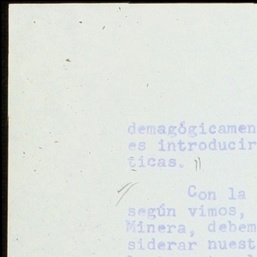 demagógicamen
es introducir
ticas.
Con la
según vimos,
Minera, debem
siderar nuest